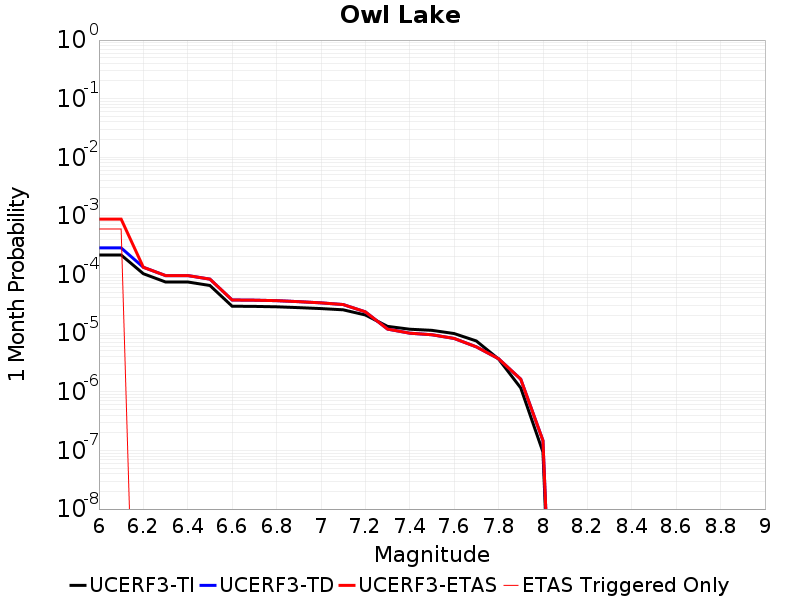 Owl Lake
1 Month Probability
10^0
10^-1
10^-2
10^-3
10^-4
10^-5
10^-6
10^-7
10^-8
6 6.2 6.4 6.6 6.8 7 7.2 7.4 7.6 7.8 8 8.2 8.4 8.6 8.8 9
Magnitude
UCERF3-TI UCERF3-TD UCERF3-ETAS ETAS Triggered Only